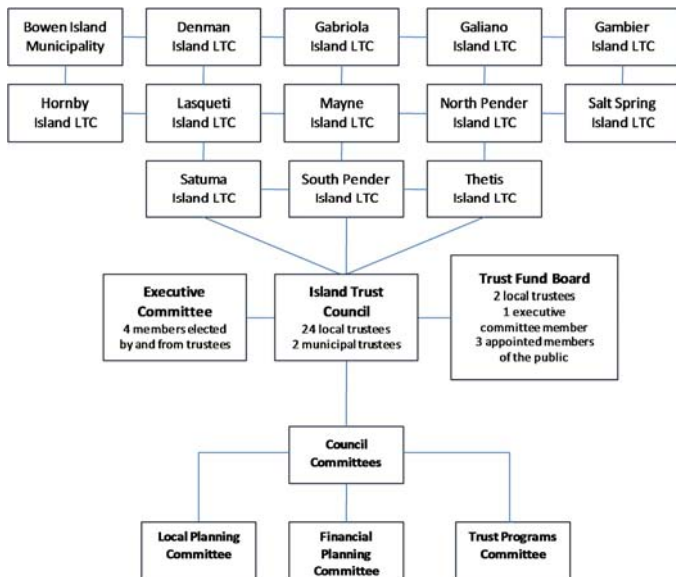 Bowen Island
Municipality
Denman
Island LTC
Gabriola
Island LTC
Galiano
Island LTC
Gambier
Island LTC
Hornby
Island LTC
Lasqueti
Island LTC
Mayne
Island LTC
North Pender
Island LTC
Salt Spring
Island LTC
Satuma
Island LTC
South Pender
Island LTC
Thetis
Island LTC
Executive
Committee
4 members elected
by and from trustees
Island Trust
Council
24 local trustees
2 municipal trustees
Trust Fund Board
2 local trustees
1 executive
committee member
3 appointed members
of the public
Council
Committees
Local Planning
Committee
Financial
Planning
Committee
Trust Programs
Committee